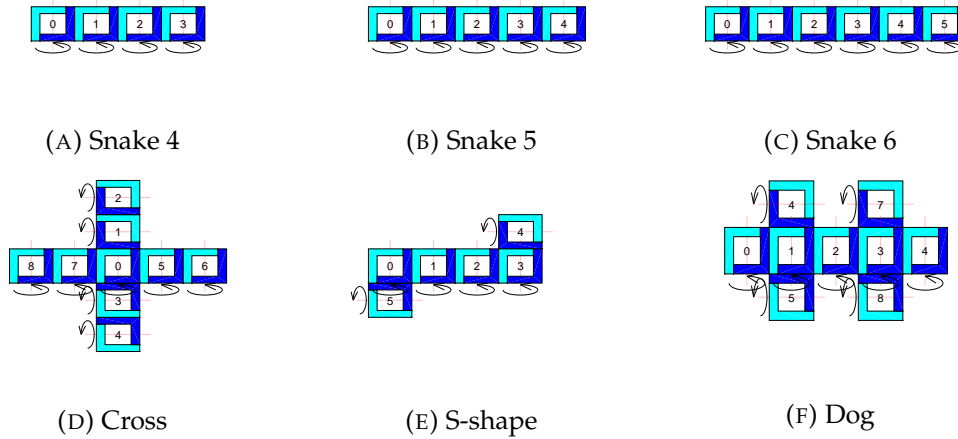 0 1 2 3
0 1 2 3 4
0 1 2 3 4 5
(A) Snake 4
(B) Snake 5
(C) Snake 6
2
1
8 7 0 5 6
3
4
4
0 1 2 3
5
4 7
0 1 2 3 4
5 8
(D) Cross
(E) S-shape
(F) Dog